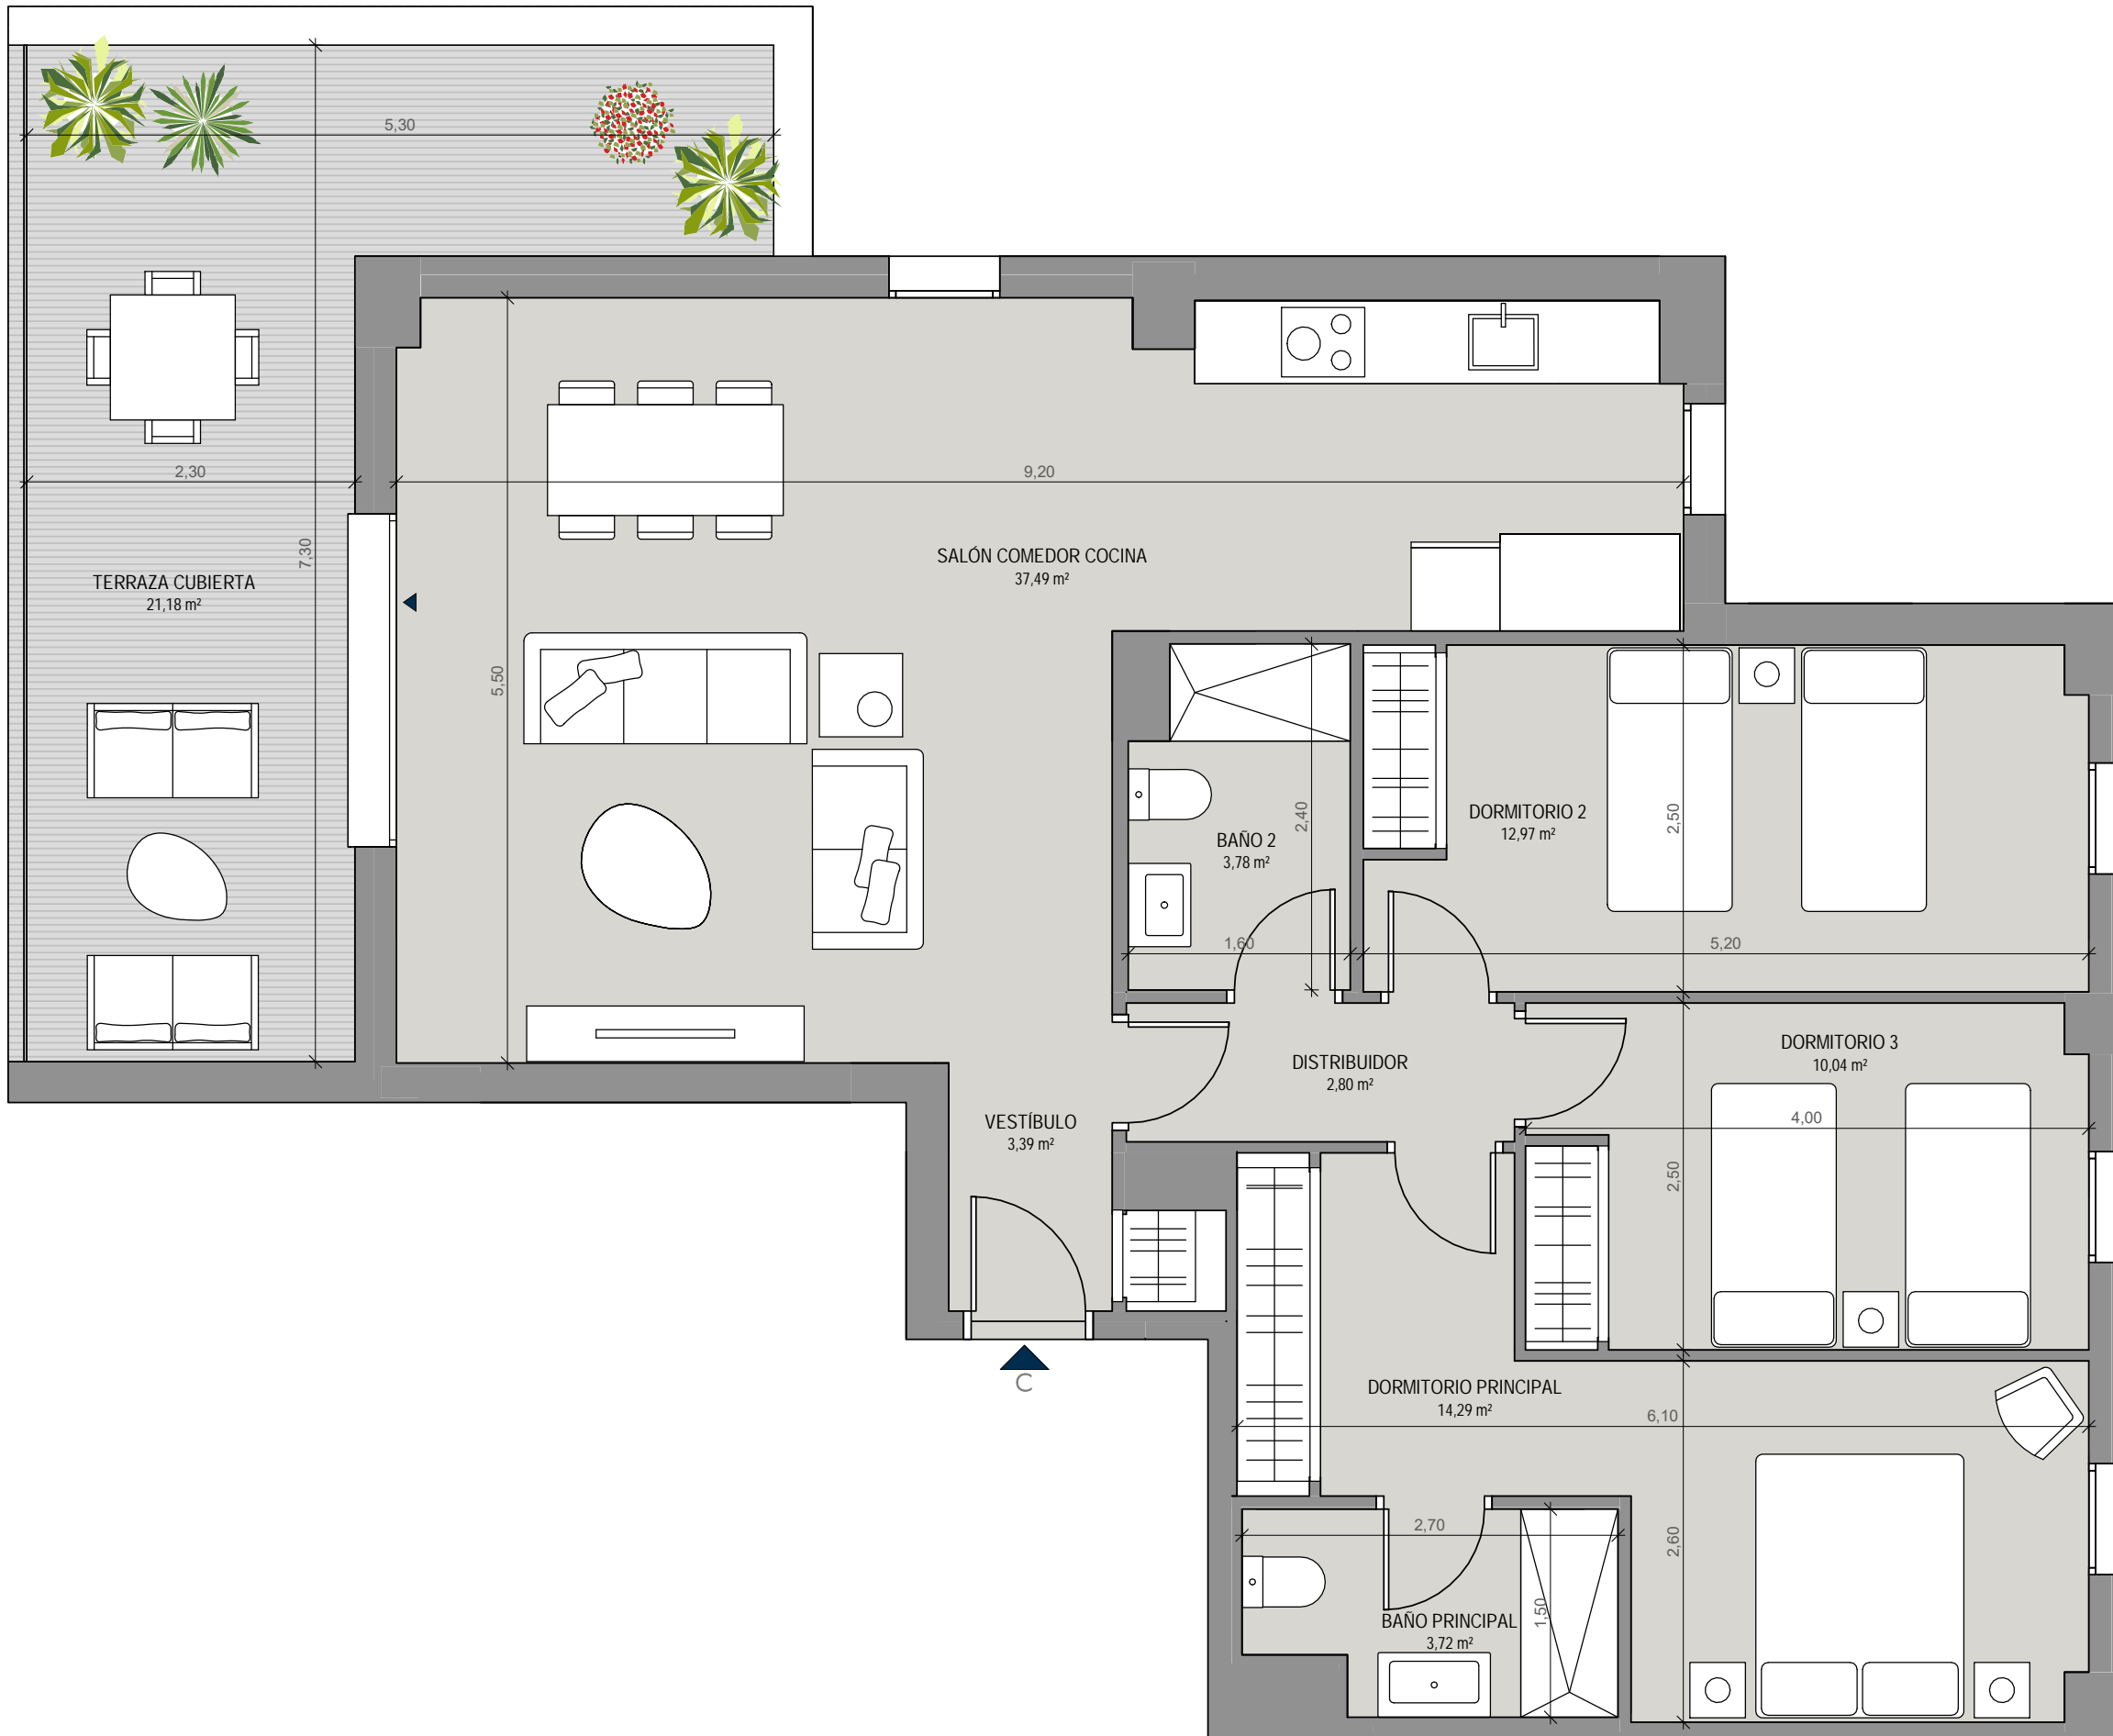 5,30
2,30
9,20
7,30
SALÓN COMEDOR COCINA
37,49 m²
TERRAZA CUBIERTA
21,18 m²
5,50
2,40
DORMITORIO 2
12,97 m²
2,50
BAÑO 2
3,78 m²
1,60
5,20
DISTRIBUIDOR
2,80 m²
DORMITORIO 3
10,04 m²
4,00
VESTÍBULO
3,39 m²
2,50
C
DORMITORIO PRINCIPAL
14,29 m²
6,10
2,70
2,60
1,50
BAÑO PRINCIPAL
3,72 m²